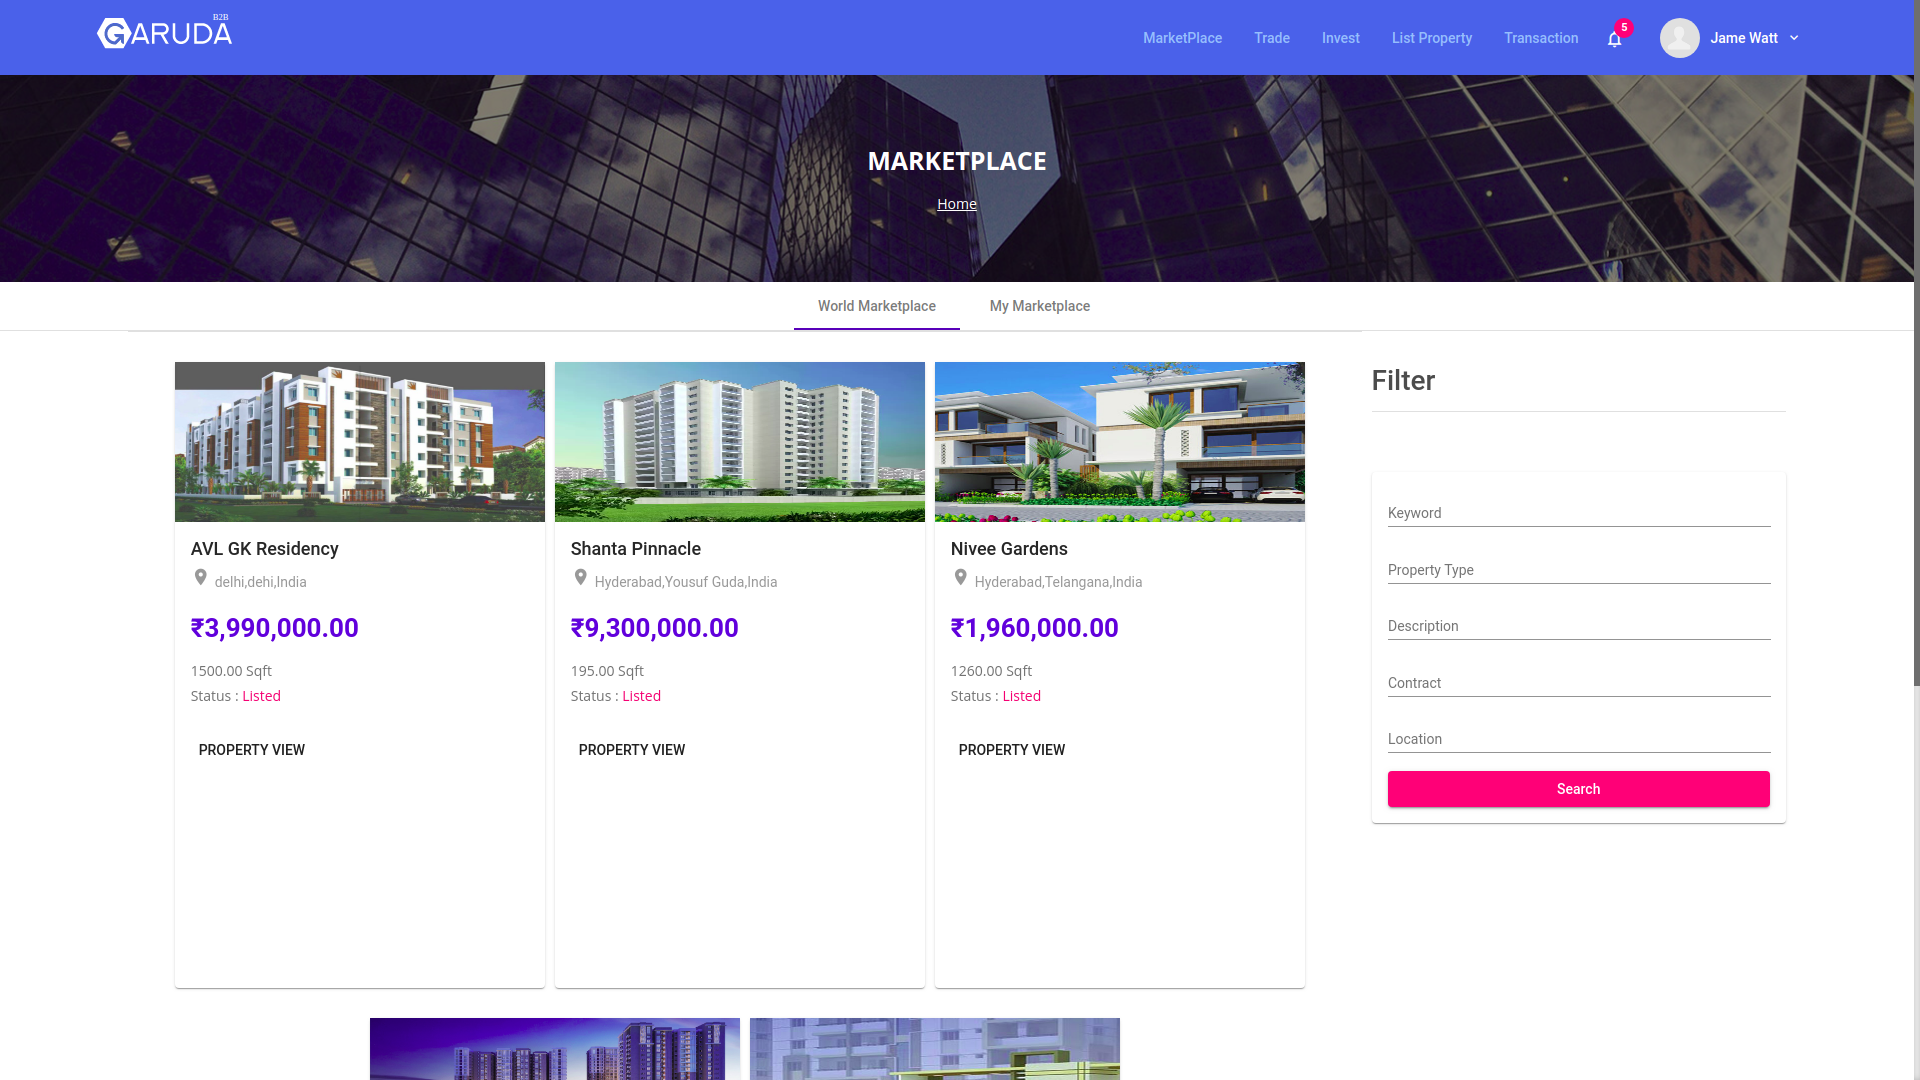 GARUDA B2B
MarketPlace
Trade
Invest
List Property
Transaction
5
Jame Watt
MARKETPLACE
Home
World Marketplace
My Marketplace
AVL GK Residency
delhi,dehi,India
₹3,990,000.00
1500.00 Sqft
Status : Listed
PROPERTY VIEW
Shanta Pinnacle
Hyderabad,Yousuf Guda,India
₹9,300,000.00
195.00 Sqft
Status : Listed
PROPERTY VIEW
Nivee Gardens
Hyderabad,Telangana,India
₹1,960,000.00
1260.00 Sqft
Status : Listed
PROPERTY VIEW
Filter
Keyword
Property Type
Description
Contract
Location
Search